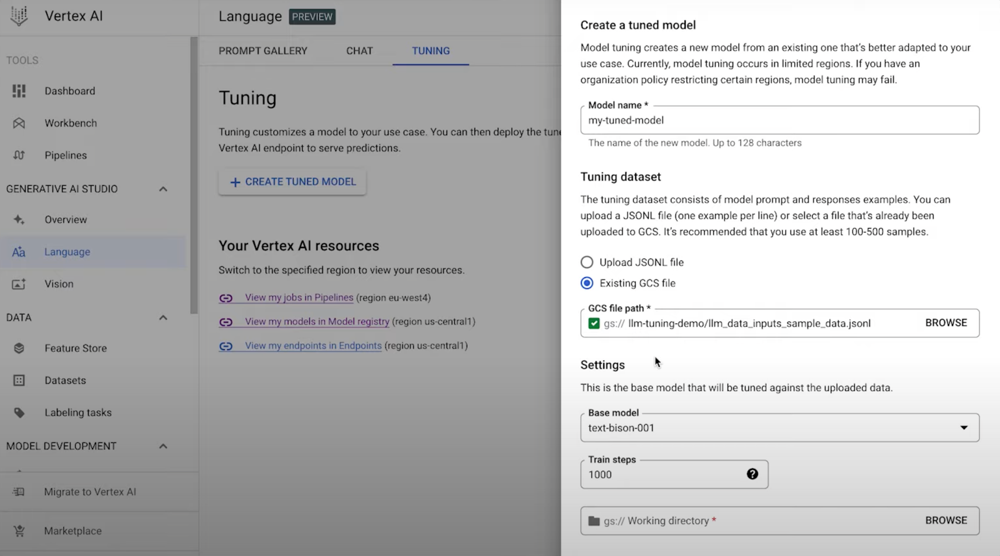 Vertex AI
TOOLS
Dashboard
Workbench
Pipelines
GENERATIVE AI STUDIO
Overview
Language
Vision
DATA
Feature Store
Datasets
Labeling tasks
MODEL DEVELOPMENT
Migrate to Vertex AI
Marketplace
Language PREVIEW
PROMPT GALLERY CHAT TUNING
Tuning
Tuning customizes a model to your use case. You can then deploy the tune
Vertex AI endpoint to serve predictions.
+ CREATE TUNED MODEL
Your Vertex AI resources
Switch to the specified region to view your resources.
View my jobs in Pipelines (region eu-west4)
View my models in Model registry (region us-central1)
View my endpoints in Endpoints (region us-central1)
Create a tuned model
Model tuning creates a new model from an existing one that's better adapted to your
use case. Currently, model tuning occurs in limited regions. If you have an
organization policy restricting certain regions, model tuning may fail.
Model name *
my-tuned-model
The name of the new model. Up to 128 characters
Tuning dataset
The tuning dataset consists of model prompt and responses examples. You can
upload a JSONL file (one example per line) or select a file that's already been
uploaded to GCS. It's recommended that you use at least 100-500 samples.
Upload JSONL file
Existing GCS file
GCS file path *
gs:// llm-tuning-demo/llm_data_inputs_sample_data.jsonl BROWSE
Settings
This is the base model that will be tuned against the uploaded data.
Base model
text-bison-001
Train steps
1000
gs:// Working directory * BROWSE